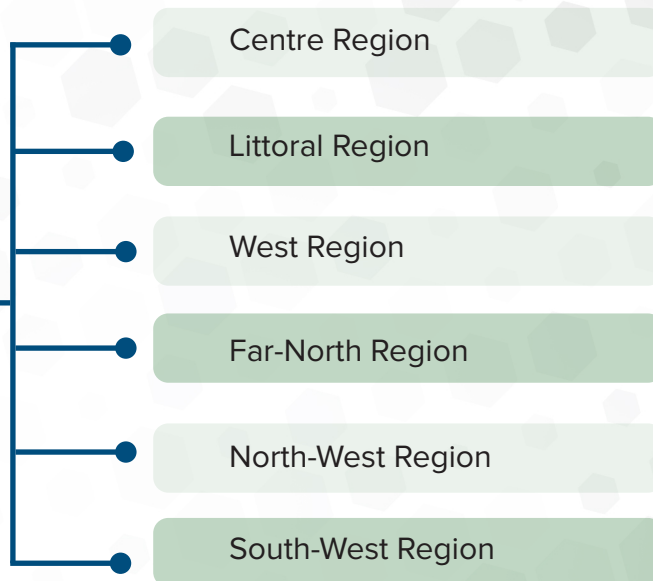 Centre Region
Littoral Region
West Region
Far-North Region
North-West Region
South-West Region